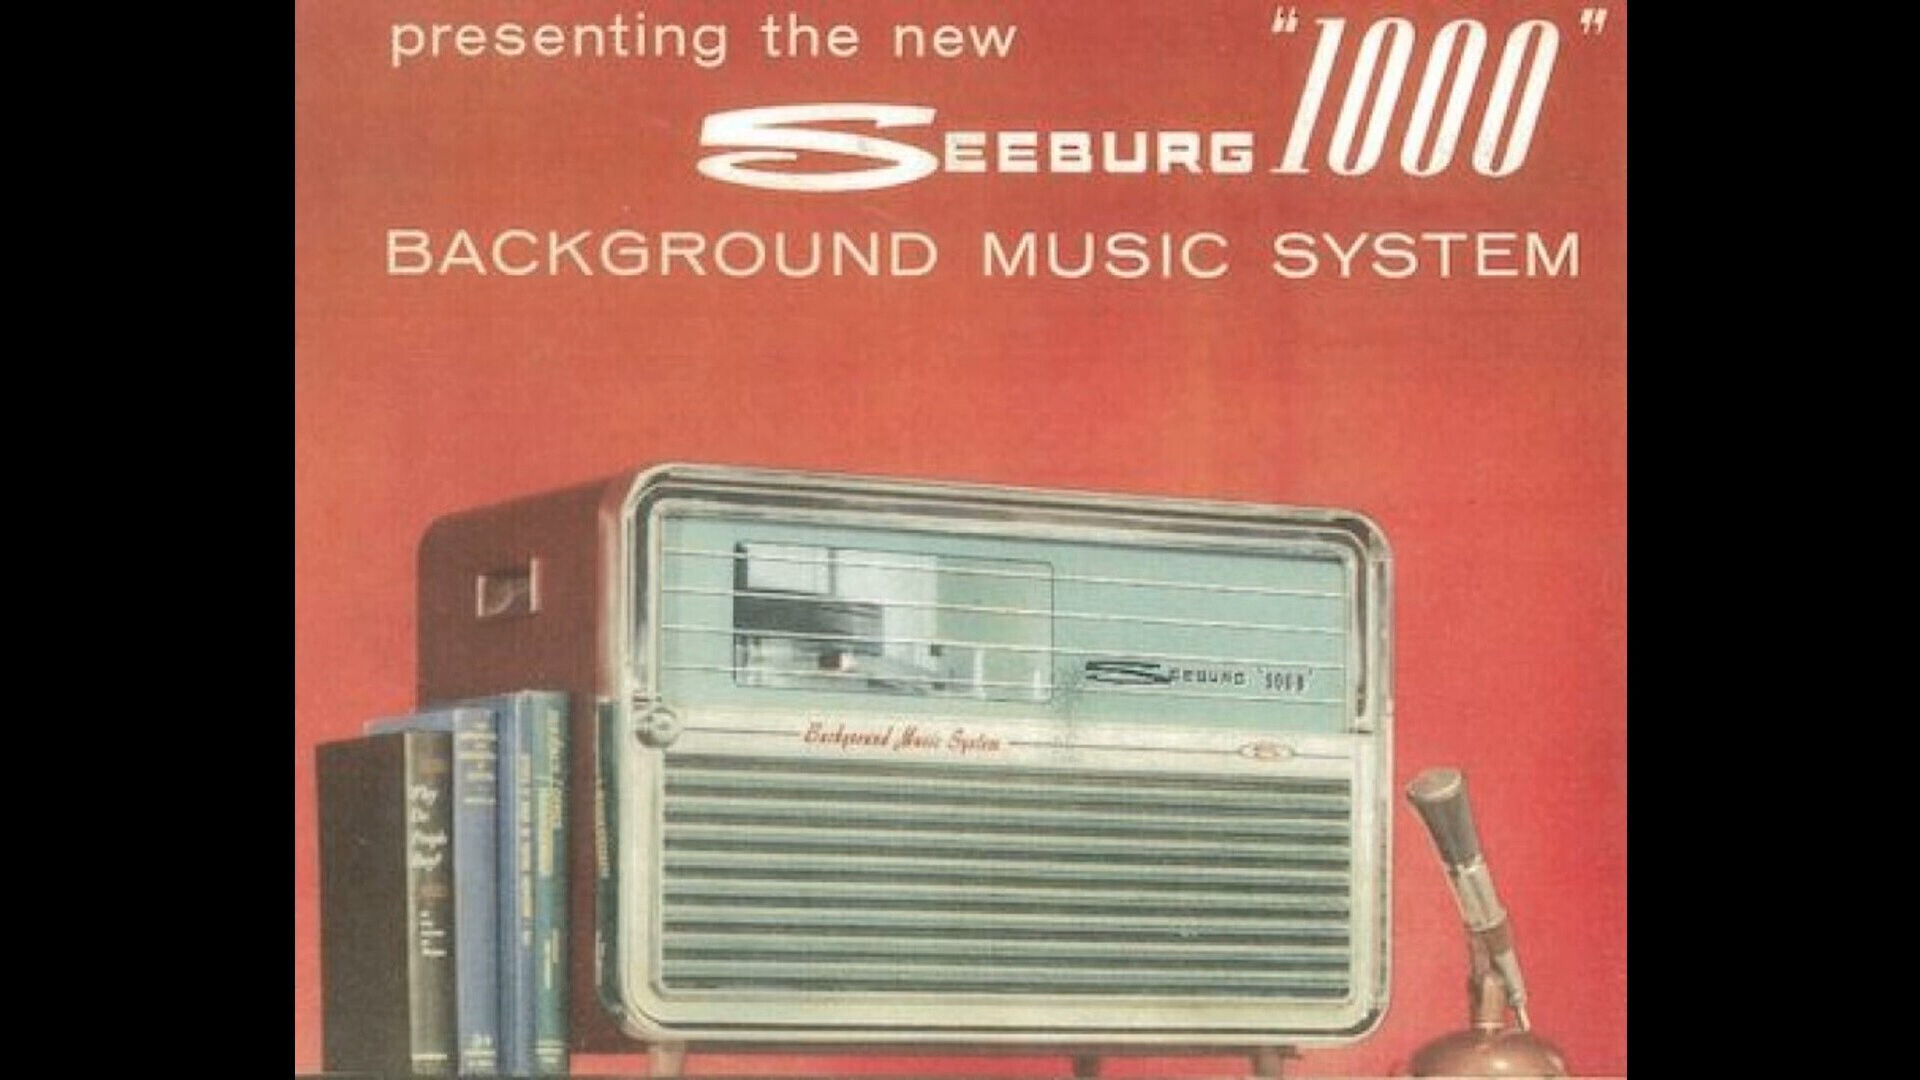 presenting the new
SEEBURG "1000"
BACKGROUND MUSIC SYSTEM
SEEBURG
Background Music System